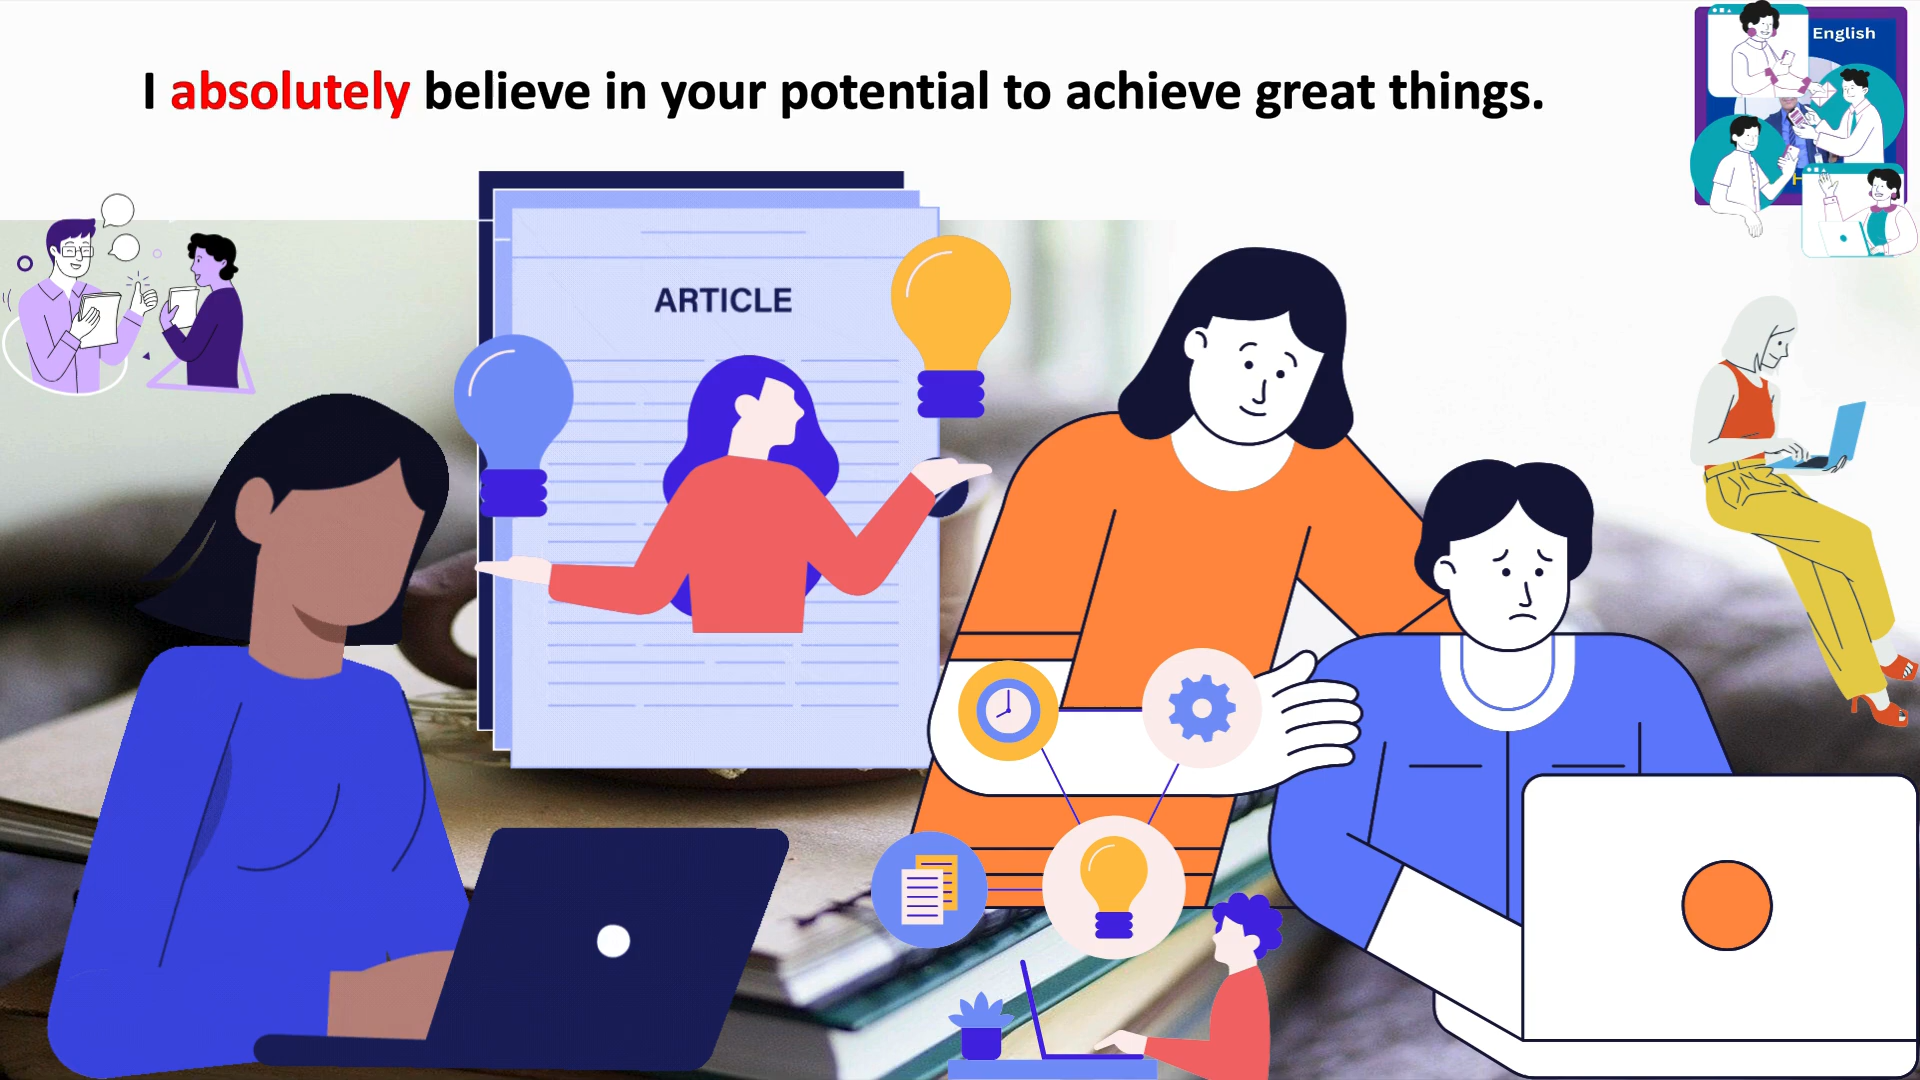 I absolutely believe in your potential to achieve great things.
English
ARTICLE